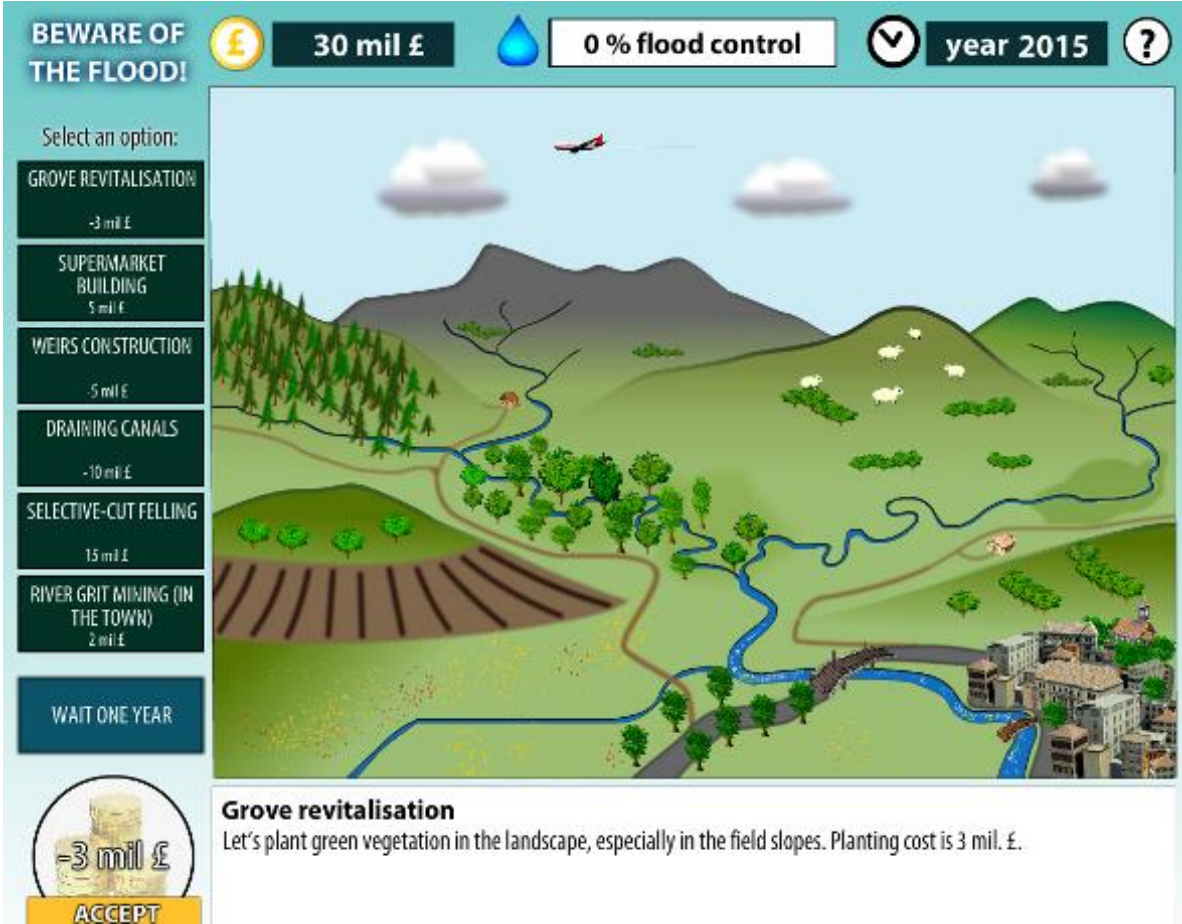 BEWARE OF
THE FLOOD!
£
30 mil £
0 % flood control
year 2015
?
Select an option:
GROVE REVITALISATION
-3 mil £
SUPERMARKET
BUILDING
5 mil £
WEIRS CONSTRUCTION
-5 mil £
DRAINING CANALS
-10 mil £
SELECTIVE-CUT FELLING
15 mil £
RIVER GRIT MINING (IN
THE TOWN)
2 mil £
WAIT ONE YEAR
-3 mil £
ACCEPT
Grove revitalisation
Let's plant green vegetation in the landscape, especially in the field slopes. Planting cost is 3 mil. £.